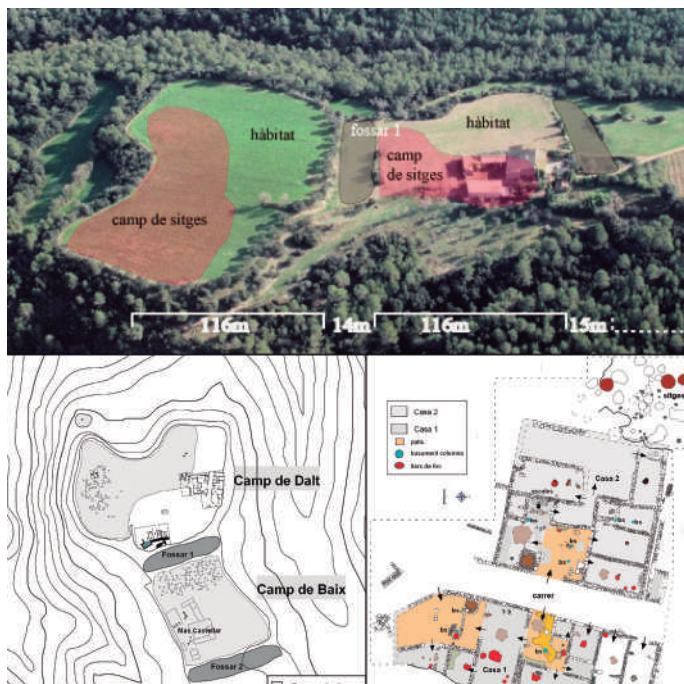 hàbitat
fossar 1
hàbitat
camp
de sitges
camp de sitges
116m
14m
116m
15m
Camp de Dalt
Fossar 1
Camp de Baix
Mas Castellar
Fossar 2
Casa 2
Casa 1
patis
basament columnes
llars de foc
sitges
Casa 2
carrer
Casa 1